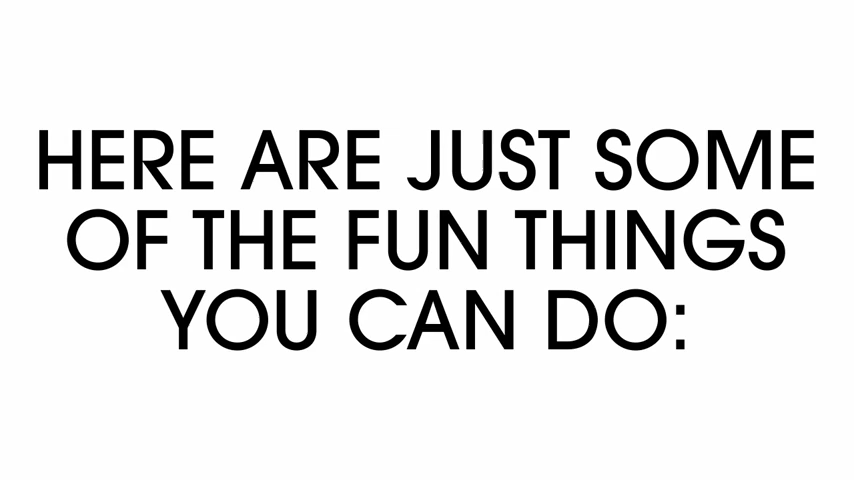 HERE ARE JUST SOME
OF THE FUN THINGS
YOU CAN DO: